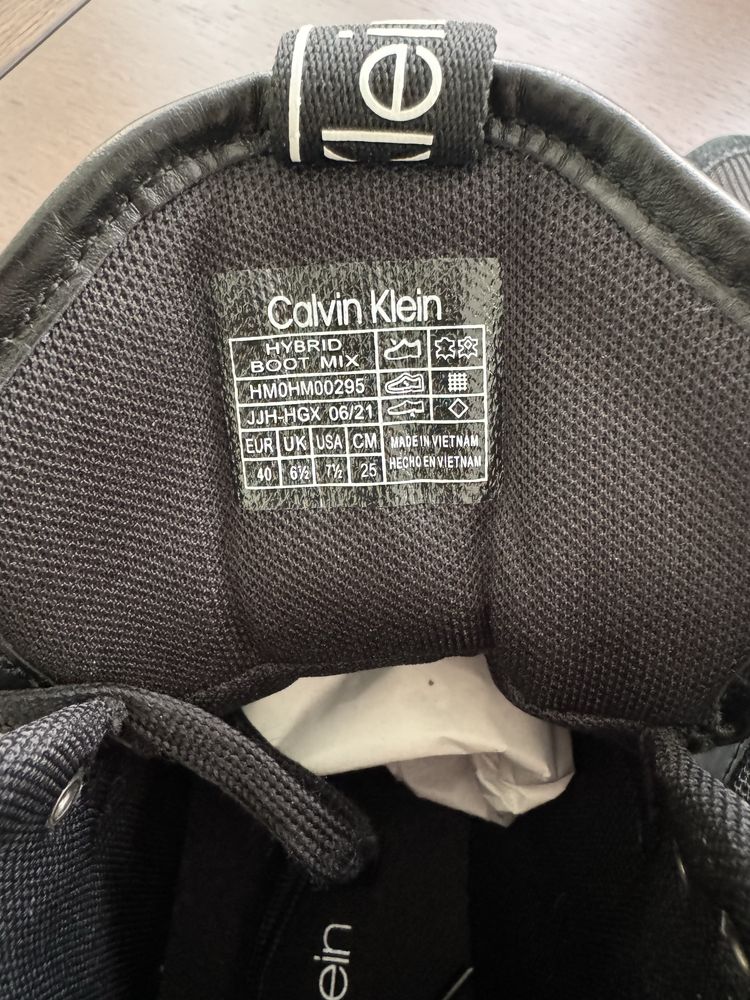 lein
Calvin Klein
HYBRID
BOOT MIX
HM0HM00295
JJH-HGX 06/21
EUR UK USA CM
40 6½ 7½ 25
MADE IN VIETNAM
HECHO EN VIETNAM
ein